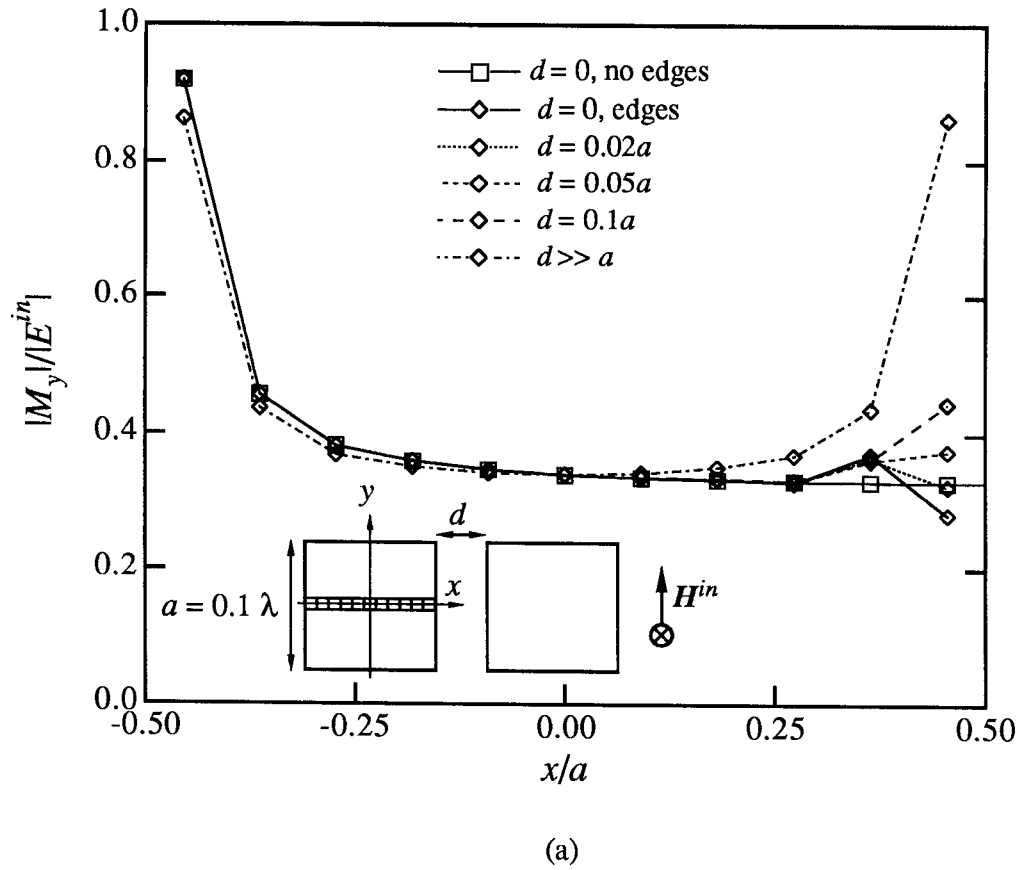 1.0
d = 0, no edges
d = 0, edges
d = 0.02a
d = 0.05a
d = 0.1a
d >> a
0.8
0.6
0.4
0.2
0.0
|M_y|/|E^{in}|
y
d
x
a = 0.1 λ
H^{in}
-0.50
-0.25
0.00
0.25
0.50
x/a
(a)